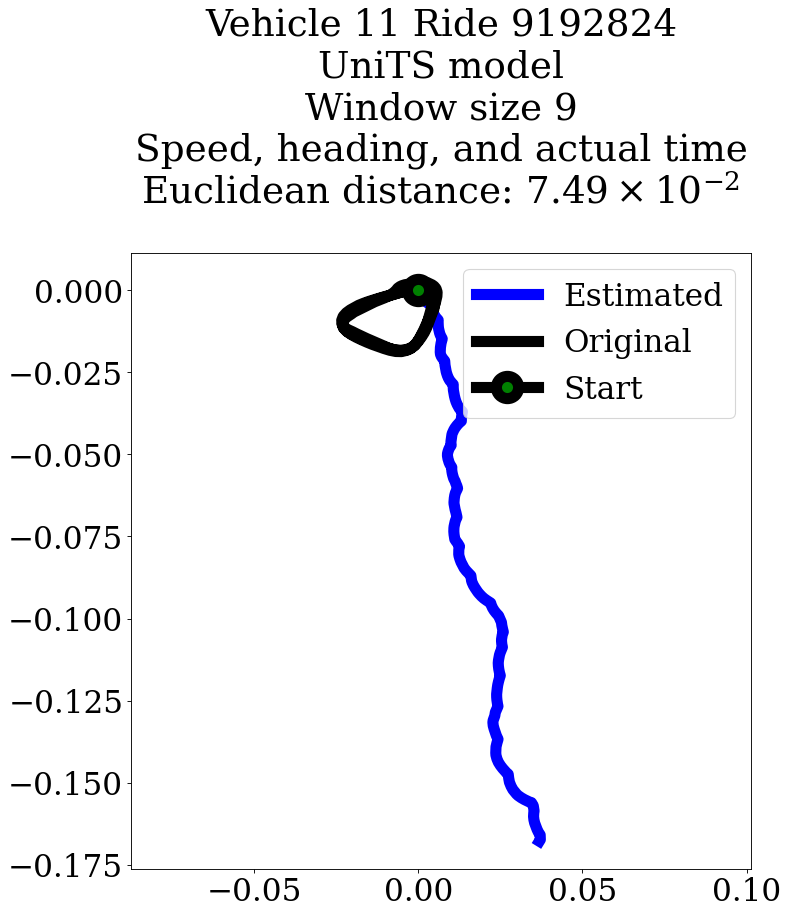 Vehicle 11 Ride 9192824
UniTS model
Window size 9
Speed, heading, and actual time
Euclidean distance: 7.49 × 10⁻²
Estimated
Original
Start
0.000
−0.025
−0.050
−0.075
−0.100
−0.125
−0.150
−0.175
−0.05 0.00 0.05 0.10